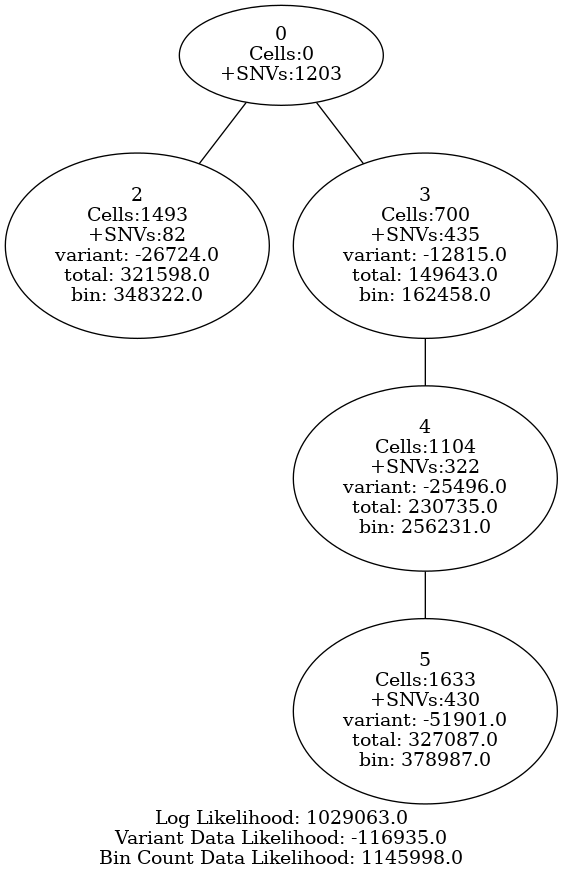 0
Cells:0
+SNVs:1203
2
Cells:1493
+SNVs:82
variant: -26724.0
total: 321598.0
bin: 348322.0
3
Cells:700
+SNVs:435
variant: -12815.0
total: 149643.0
bin: 162458.0
4
Cells:1104
+SNVs:322
variant: -25496.0
total: 230735.0
bin: 256231.0
5
Cells:1633
+SNVs:430
variant: -51901.0
total: 327087.0
bin: 378987.0
Log Likelihood: 1029063.0
Variant Data Likelihood: -116935.0
Bin Count Data Likelihood: 1145998.0